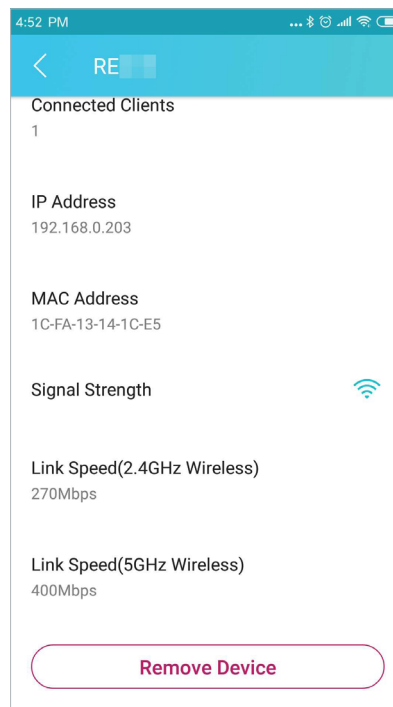 4:52 PM
RE
Connected Clients
1
IP Address
192.168.0.203
MAC Address
1C-FA-13-14-1C-E5
Signal Strength
Link Speed(2.4GHz Wireless)
270Mbps
Link Speed(5GHz Wireless)
400Mbps
Remove Device